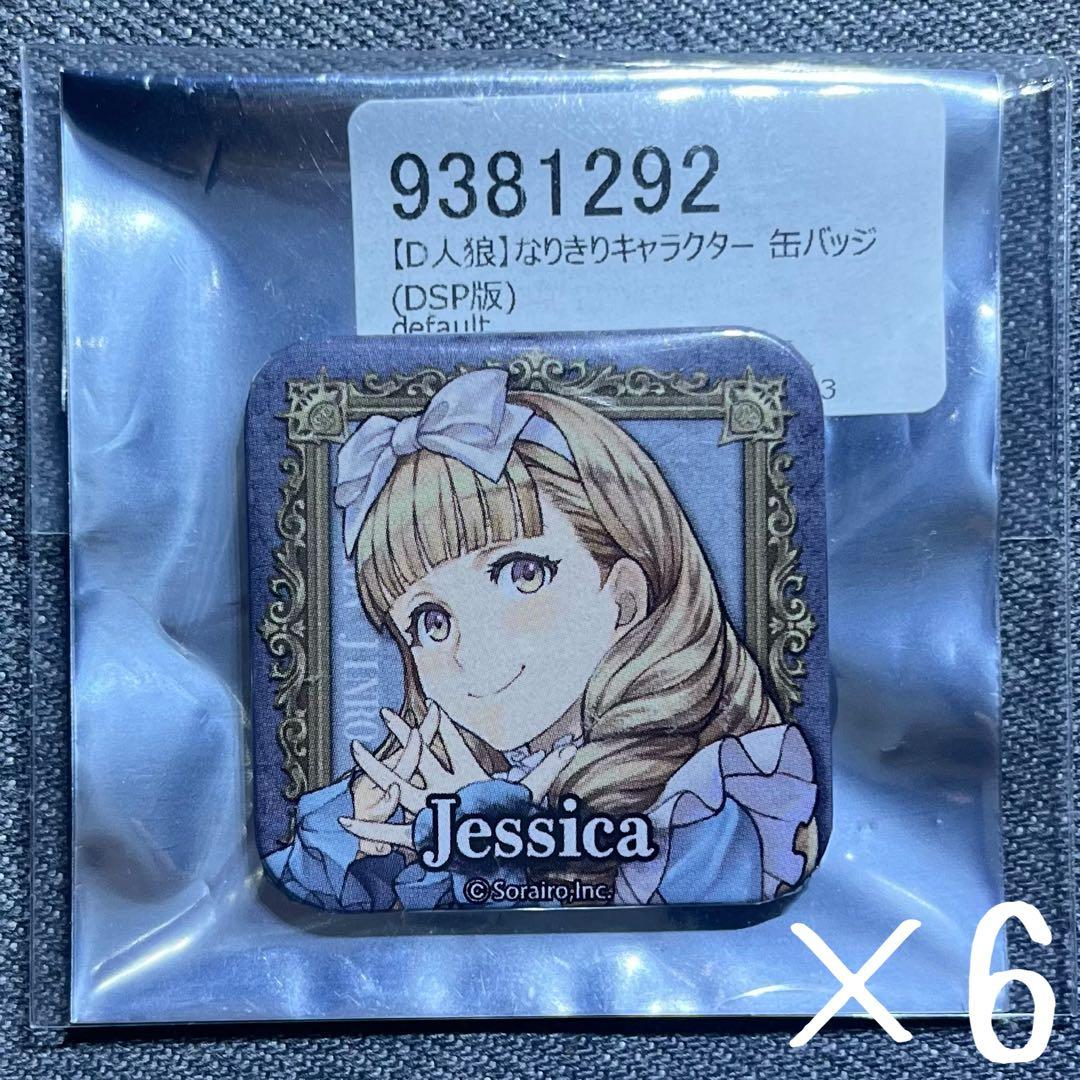 9381292
【D人狼】なりきりキャラクター 缶バッジ
(DSP版)
default
3
Jessica
© Sorairo,Inc.
×6